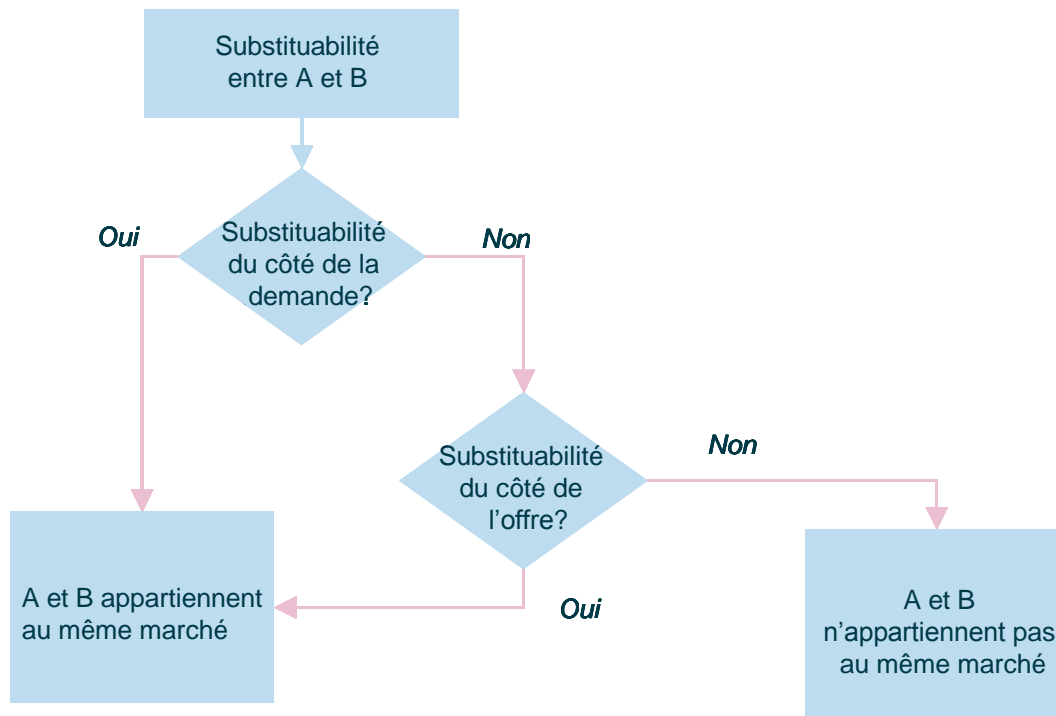 Substituabilité
entre A et B
Oui
Substituabilité
du côté de la
demande?
Non
Substituabilité
du côté de
l’offre?
Non
A et B appartiennent
au même marché
Oui
A et B
n’appartiennent pas
au même marché